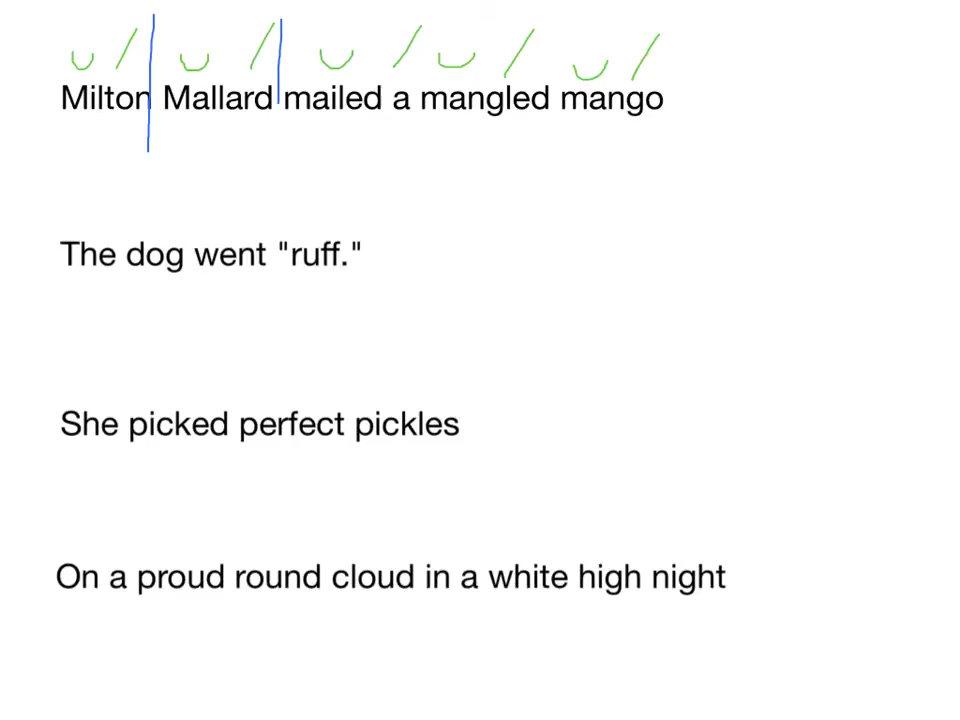 Milton Mallard mailed a mangled mango
The dog went "ruff."
She picked perfect pickles
On a proud round cloud in a white high night